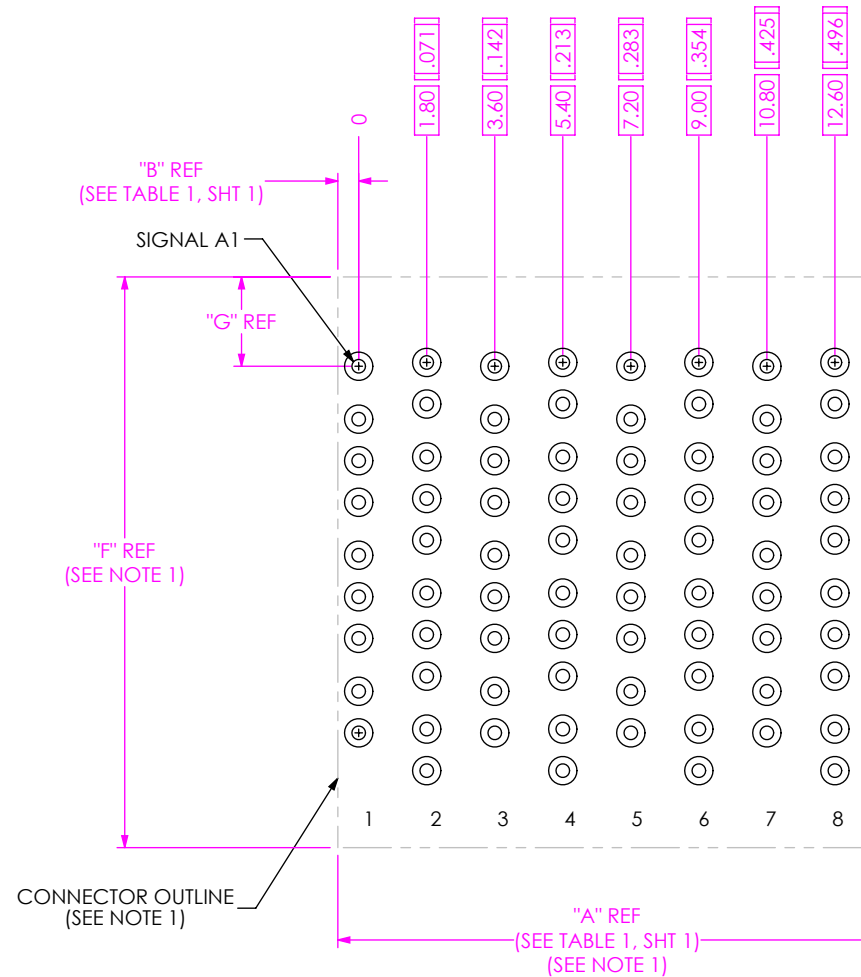 0
1.80 .071
3.60 .142
5.40 .213
7.20 .283
9.00 .354
10.80 .425
12.60 .496
"B" REF
(SEE TABLE 1, SHT 1)
SIGNAL A1
"G" REF
"F" REF
(SEE NOTE 1)
1 2 3 4 5 6 7 8
CONNECTOR OUTLINE
(SEE NOTE 1)
"A" REF
(SEE TABLE 1, SHT 1)
(SEE NOTE 1)